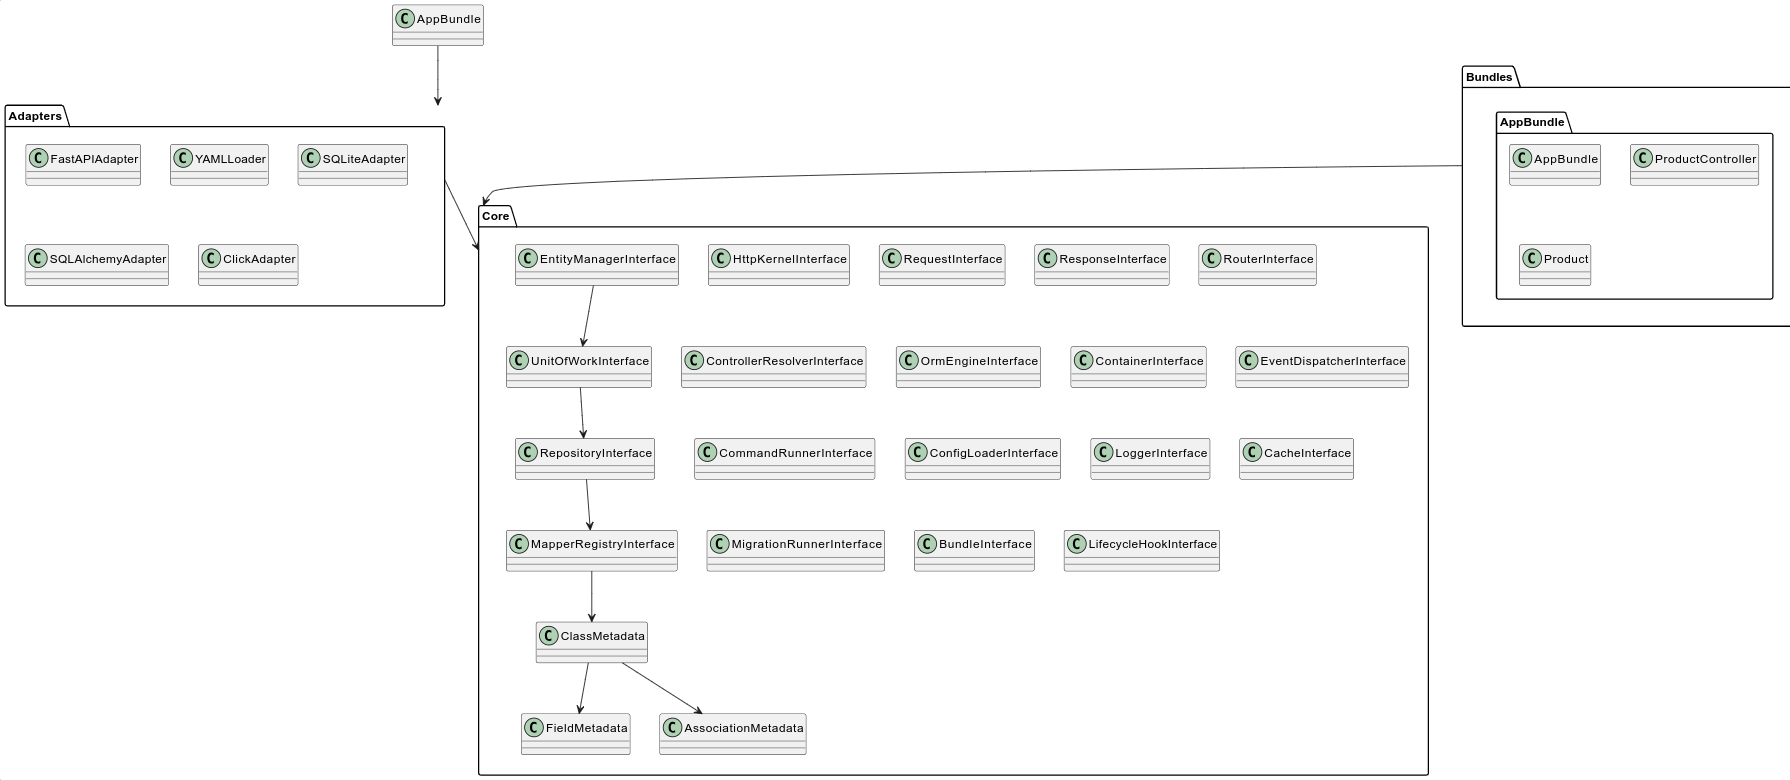 C AppBundle
Adapters
C FastAPIAdapter
C YAMLLoader
C SQLiteAdapter
C SQLAlchemyAdapter
C ClickAdapter
Bundles
AppBundle
C AppBundle
C ProductController
C Product
Core
C EntityManagerInterface
C HttpKernelInterface
C RequestInterface
C ResponseInterface
C RouterInterface
C UnitOfWorkInterface
C ControllerResolverInterface
C OrmEngineInterface
C ContainerInterface
C EventDispatcherInterface
C RepositoryInterface
C CommandRunnerInterface
C ConfigLoaderInterface
C LoggerInterface
C CacheInterface
C MapperRegistryInterface
C MigrationRunnerInterface
C BundleInterface
C LifecycleHookInterface
C ClassMetadata
C FieldMetadata
C AssociationMetadata